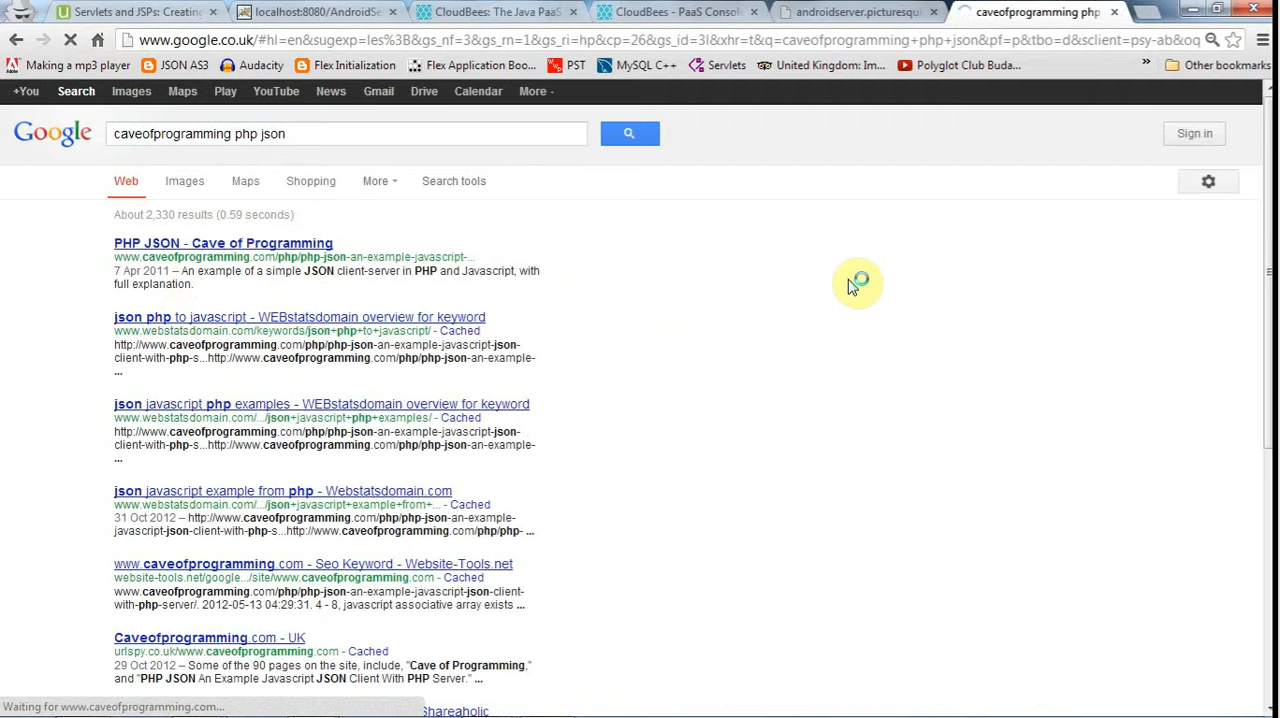 Servlets and JSPs: Creatin
localhost:8080/AndroidSe
CloudBees: The Java PaaS
CloudBees - PaaS Consol
androidserver.picturesqu
caveofprogramming php
www.google.co.uk/#hl=en&sugexp=les%3B&gs_nf=3&gs_rn=1&gs_ri=hp&cp=26&gs_id=3l&xhr=t&q=caveofprogramming+php+json&pf=p&tbo=d&sclient=psy-ab&oq
Making a mp3 player
JSON AS3
Audacity
Flex Initialization
Flex Application Boo...
PST
MySQL C++
Servlets
United Kingdom: Im...
Polyglot Club Buda...
»
Other bookmarks
+You Search Images Maps Play YouTube News Gmail Drive Calendar More
Google
caveofprogramming php json
Sign in
Web Images Maps Shopping More Search tools
About 2,330 results (0.59 seconds)
PHP JSON - Cave of Programming
www.caveofprogramming.com/php/php-json-an-example-javascript-...
7 Apr 2011 – An example of a simple JSON client-server in PHP and Javascript, with
full explanation.
json php to javascript - WEBstatsdomain overview for keyword
www.webstatsdomain.com/keywords/json+php+to+javascript/ - Cached
http://www.caveofprogramming.com/php/php-json-an-example-javascript-json-
client-with-php-s...http://www.caveofprogramming.com/php/php-json-an-example-
...
json javascript php examples - WEBstatsdomain overview for keyword
www.webstatsdomain.com/.../json+javascript+php+examples/ - Cached
http://www.caveofprogramming.com/php/php-json-an-example-javascript-json-
client-with-php-s...http://www.caveofprogramming.com/php/php-json-an-example-
...
json javascript example from php - Webstatsdomain.com
www.webstatsdomain.com/.../json+javascript+example+from+... - Cached
31 Oct 2012 – http://www.caveofprogramming.com/php/php-json-an-example-
javascript-json-client-with-php-s...http://www.caveofprogramming.com/php/php- ...
www.caveofprogramming.com - Seo Keyword - Website-Tools.net
website-tools.net/google.../site/www.caveofprogramming.com - Cached
www.caveofprogramming.com/php/php-json-an-example-javascript-json-client-
with-php-server/. 2012-05-13 04:29:31. 4 - 8, javascript associative array exists ...
Caveofprogramming.com - UK
urlspy.co.uk/www.caveofprogramming.com - Cached
29 Oct 2012 – Some of the 90 pages on the site, include, "Cave of Programming,"
and "PHP JSON An Example Javascript JSON Client With PHP Server." ...
Shareaholic
Waiting for www.caveofprogramming.com...